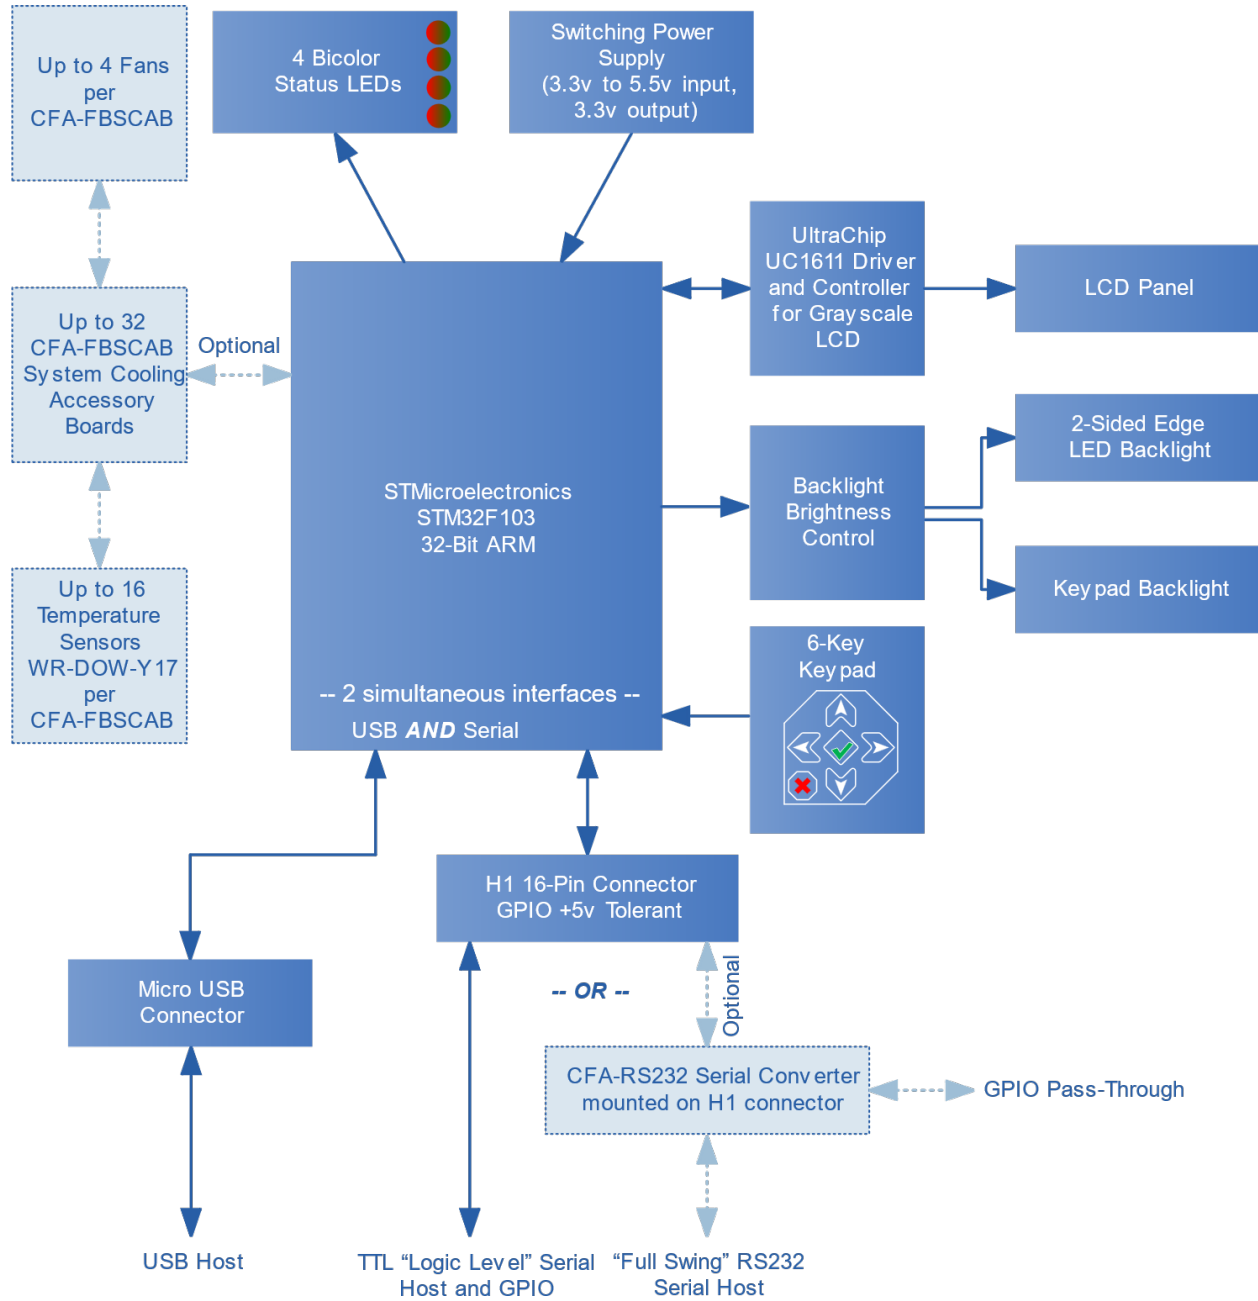 Up to 4 Fans
per
CFA-FBSCAB
4 Bicolor
Status LEDs
Switching Power
Supply
(3.3v to 5.5v input,
3.3v output)
UltraChip
UC1611 Driver
and Controller
for Grayscale
LCD
LCD Panel
Up to 32
CFA-FBSCAB
System Cooling
Accessory
Boards
Optional
2-Sided Edge
LED Backlight
Backlight
Brightness
Control
STMicroelectronics
STM32F103
32-Bit ARM
Keypad Backlight
Up to 16
Temperature
Sensors
WR-DOW-Y17
per
CFA-FBSCAB
6-Key
Keypad
-- 2 simultaneous interfaces --
USB AND Serial
H1 16-Pin Connector
GPIO +5v Tolerant
Micro USB
Connector
-- OR --
Optional
CFA-RS232 Serial Converter
mounted on H1 connector
GPIO Pass-Through
USB Host
TTL “Logic Level” Serial
Host and GPIO
“Full Swing” RS232
Serial Host